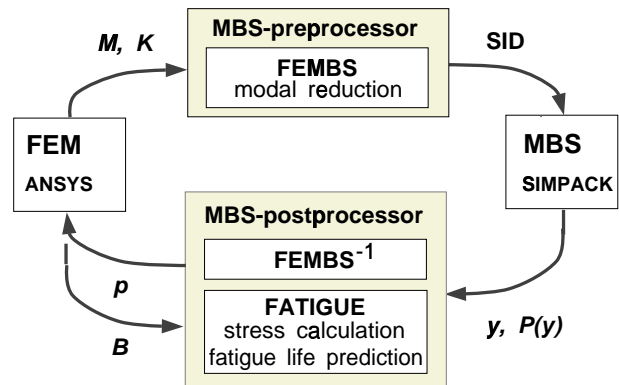 MBS-preprocessor
M, K
SID
FEMBS
modal reduction
FEM
ANSYS
MBS
SIMPACK
MBS-postprocessor
FEMBS-1
p
FATIGUE
stress calculation
fatigue life prediction
B
y, P(y)